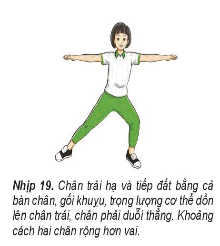 Nhịp 19. Chân trái hạ và tiếp đất bằng cả
bàn chân, gối khuỵu, trọng lượng cơ thể dồn
lên chân trái, chân phải duỗi thẳng. Khoảng
cách hai chân rộng hơn vai.